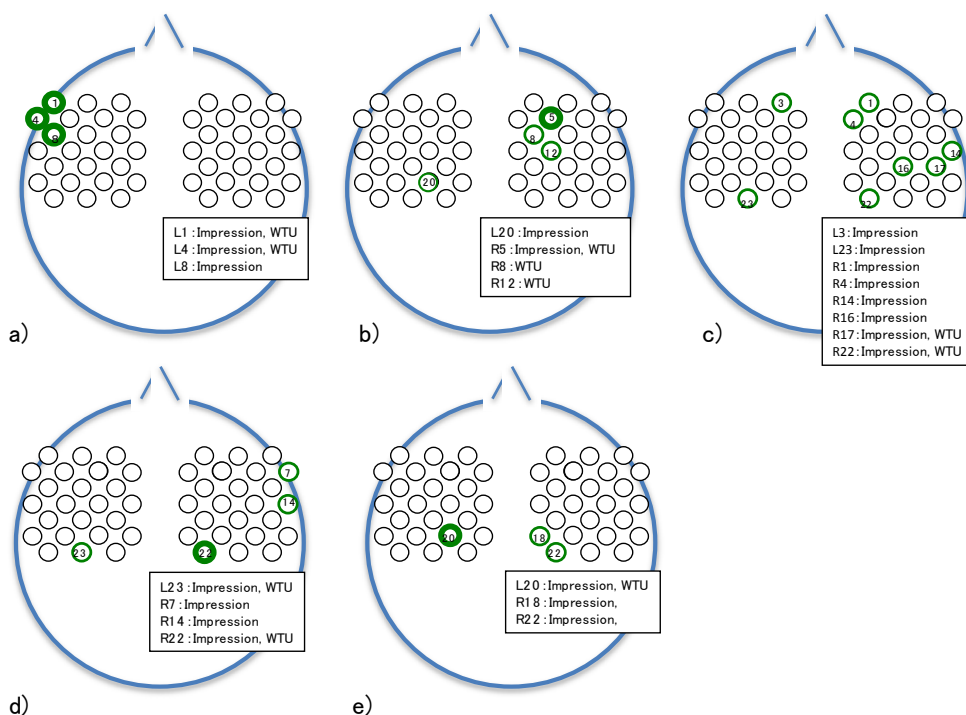 1
4
8
L1:Impression, WTU
L4:Impression, WTU
L8:Impression
a)
5
8
12
20
L20:Impression
R5:Impression, WTU
R8:WTU
R12:WTU
b)
3
1
4
14
16
17
23
22
L3:Impression
L23:Impression
R1:Impression
R4:Impression
R14:Impression
R16:Impression
R17:Impression, WTU
R22:Impression, WTU
c)
7
14
23
22
L23:Impression, WTU
R7:Impression
R14:Impression
R22:Impression, WTU
d)
20
18
22
L20:Impression, WTU
R18:Impression,
R22:Impression,
e)